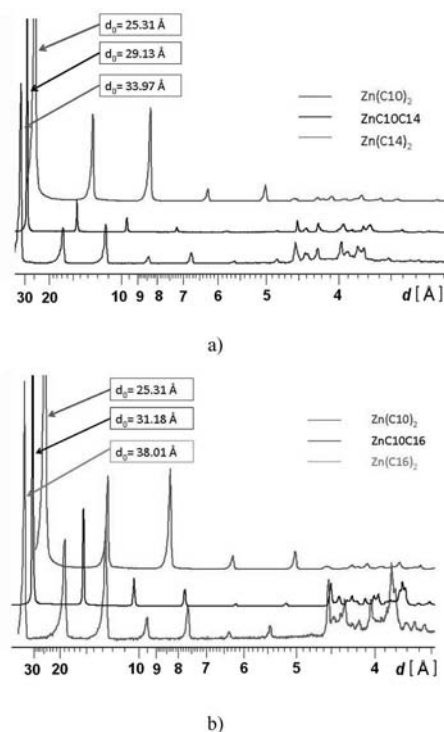 d₀= 25.31 Å
d₀= 29.13 Å
d₀= 33.97 Å
Zn(C10)₂
ZnC10C14
Zn(C14)₂
30 20 10 9 8 7 6 5 4 d [Å]
a)
d₀= 25.31 Å
d₀= 31.18 Å
d₀= 38.01 Å
Zn(C10)₂
ZnC10C16
Zn(C16)₂
30 20 10 9 8 7 6 5 4 d [Å]
b)